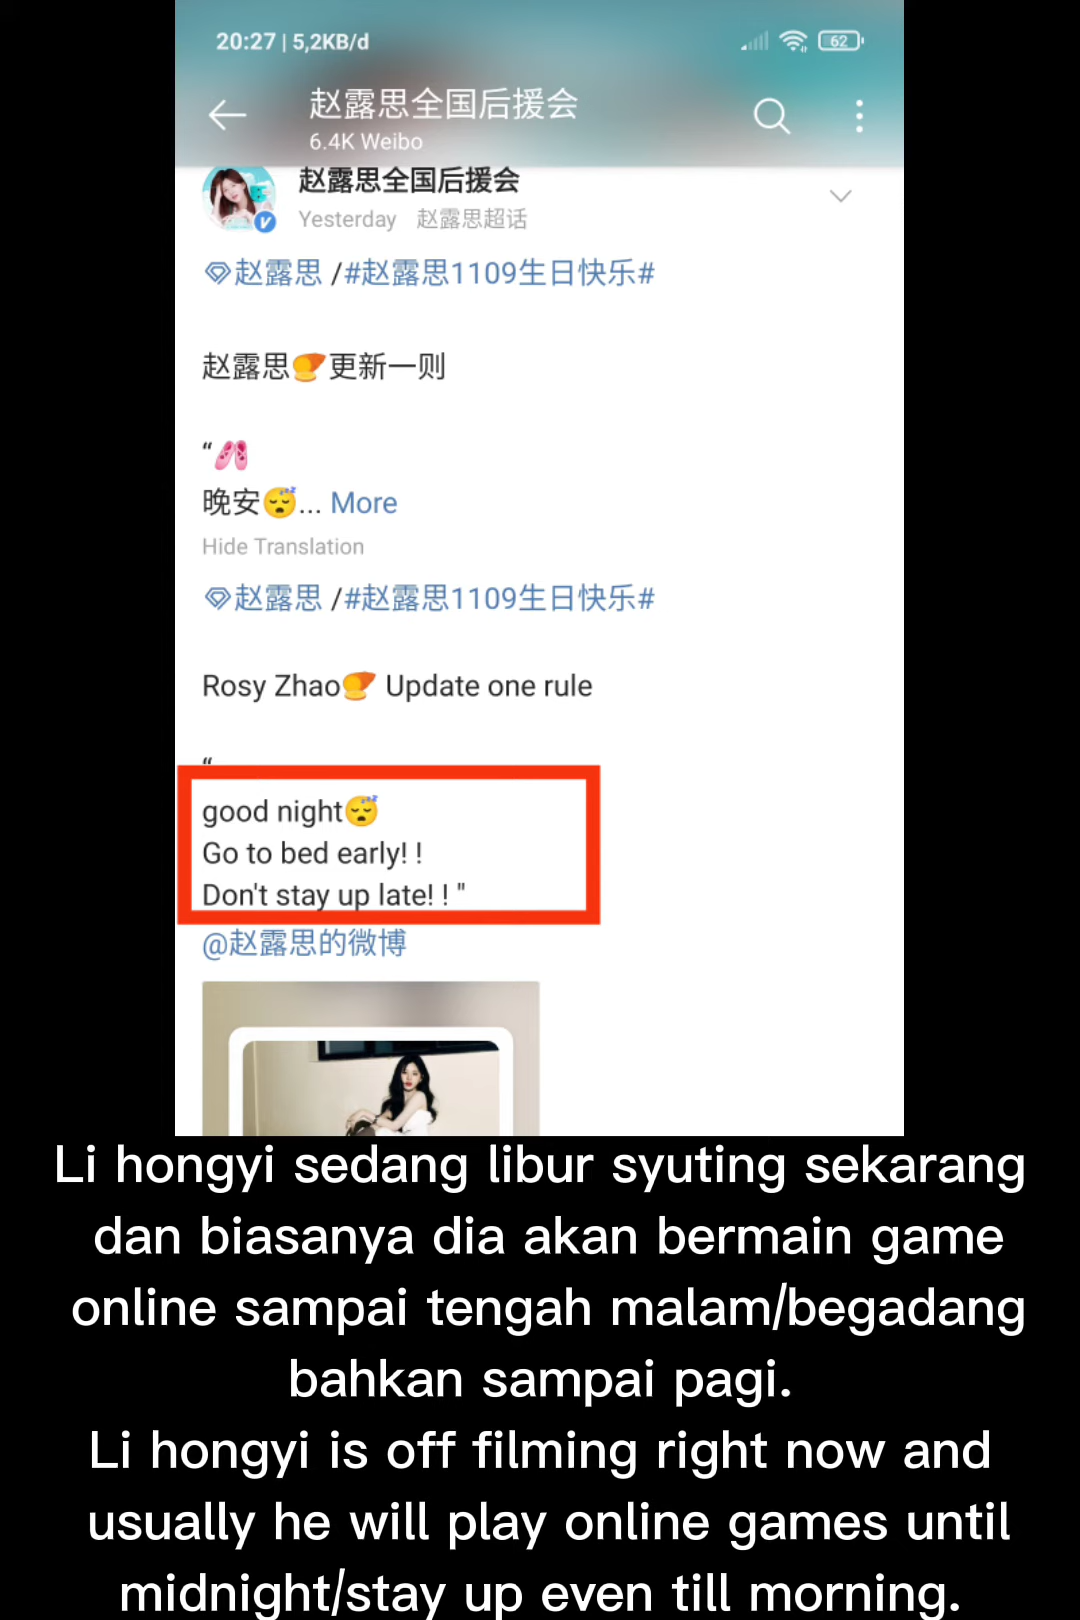 20:27 | 5,2KB/d
62
赵露思全国后援会
6.4K Weibo
赵露思全国后援会
Yesterday 赵露思超话
赵露思 /#赵露思1109生日快乐#
赵露思🍠更新一则
“🩰
晚安😴... More
Hide Translation
赵露思 /#赵露思1109生日快乐#
Rosy Zhao🍠 Update one rule
“
good night😴
Go to bed early! !
Don't stay up late! ! "
@赵露思的微博
Li hongyi sedang libur syuting sekarang
dan biasanya dia akan bermain game
online sampai tengah malam/begadang
bahkan sampai pagi.
Li hongyi is off filming right now and
usually he will play online games until
midnight/stay up even till morning.